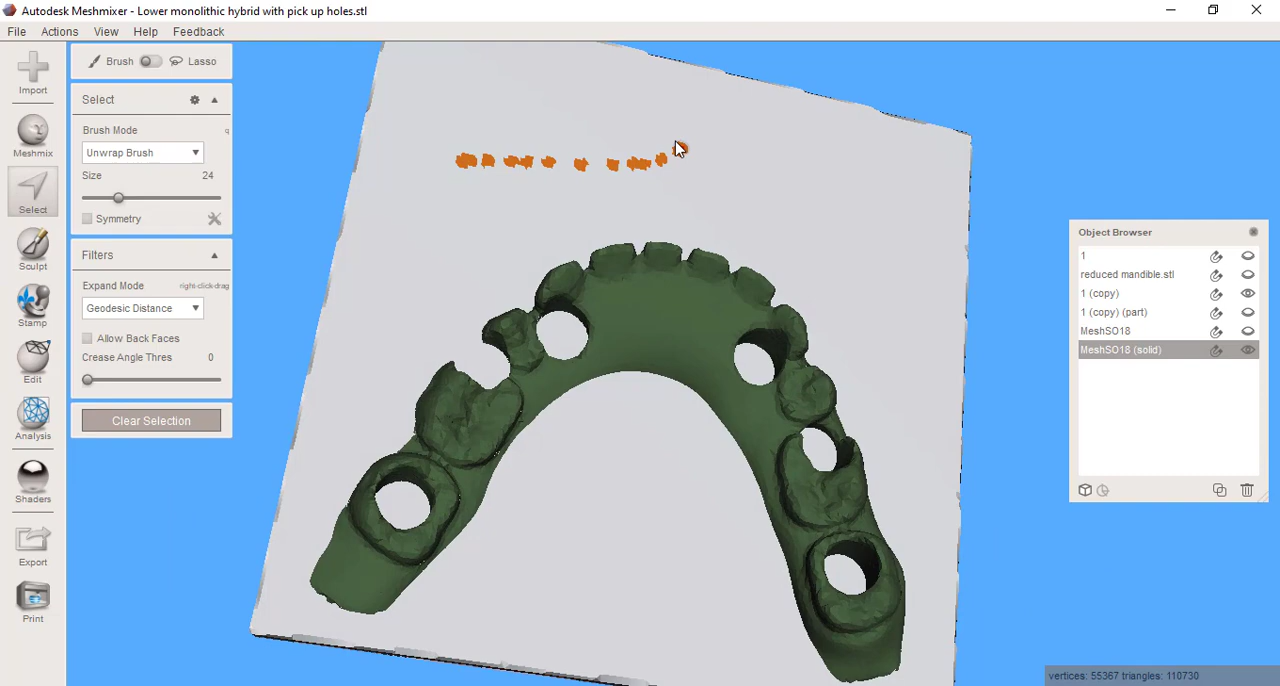 Autodesk Meshmixer - Lower monolithic hybrid with pick up holes.stl
File Actions View Help Feedback
Import
Meshmix
Select
Sculpt
Stamp
Edit
Analysis
Shaders
Export
Print
Brush Lasso
Select
Brush Mode q
Unwrap Brush
Size 24
Symmetry
Filters
Expand Mode right-click-drag
Geodesic Distance
Allow Back Faces
Crease Angle Thres 0
Clear Selection
Object Browser
1
reduced mandible.stl
1 (copy)
1 (copy) (part)
MeshSO18
MeshSO18 (solid)
vertices: 55367 triangles: 110730